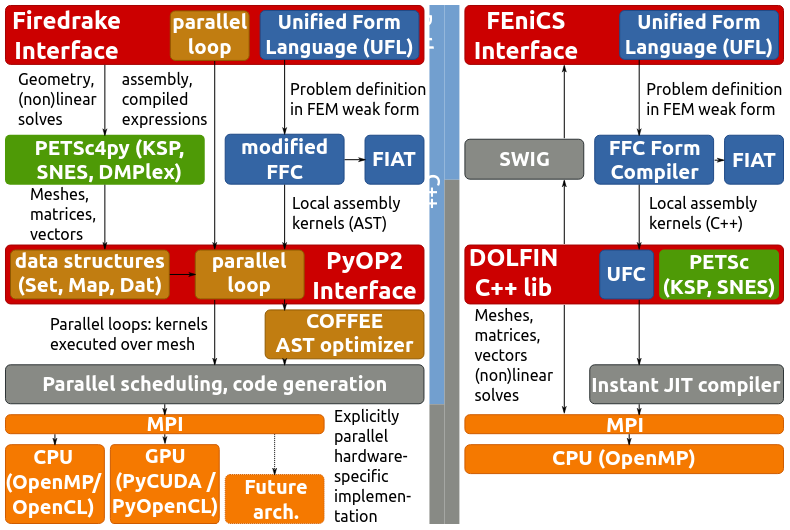 Firedrake
Interface
parallel
loop
Unified Form
Language (UFL)
Geometry,
(non)linear
solves
assembly,
compiled
expressions
Problem definition
in FEM weak form
PETSc4py (KSP,
SNES, DMPlex)
modified
FFC
FIAT
Meshes,
matrices,
vectors
Local assembly
kernels (AST)
data structures
(Set, Map, Dat)
parallel
loop
PyOP2
Interface
Parallel loops: kernels
executed over mesh
COFFEE
AST optimizer
Parallel scheduling, code generation
MPI
CPU
(OpenMP/
OpenCL)
GPU
(PyCUDA /
PyOpenCL)
Future
arch.
Explicitly
parallel
hardware-
specific
implemen-
tation
C++
FEniCS
Interface
Unified Form
Language (UFL)
Problem definition
in FEM weak form
SWIG
FFC Form
Compiler
FIAT
Local assembly
kernels (C++)
DOLFIN
C++ lib
UFC
PETSc
(KSP, SNES)
Meshes,
matrices,
vectors
(non)linear
solves
Instant JIT compiler
MPI
CPU (OpenMP)